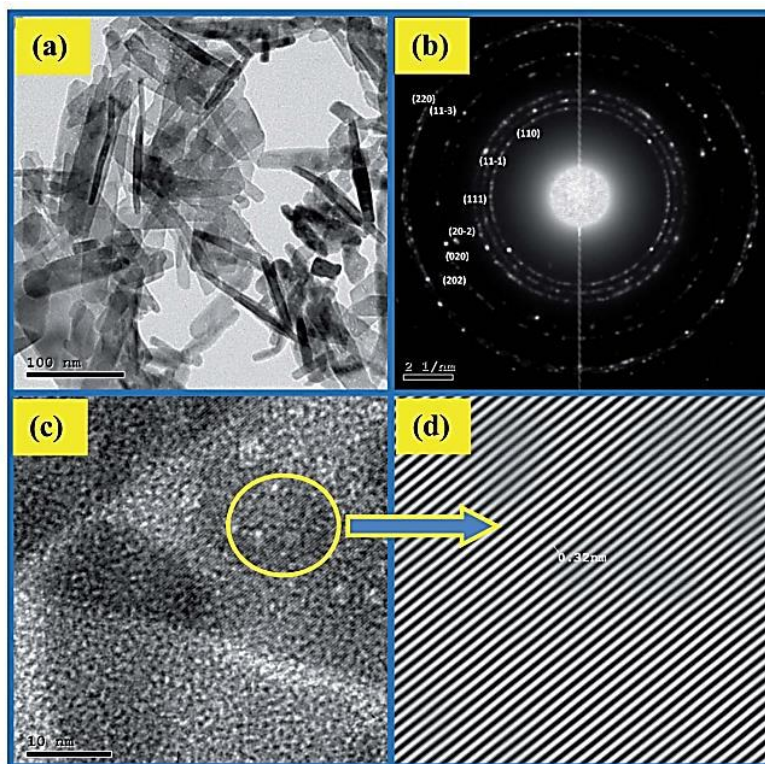 (a)
100 nm
(b)
(220)
(11-3)
(110)
(11-1)
(111)
(20-2)
(020)
(202)
2 1/nm
(c)
10 nm
(d)
0.32nm